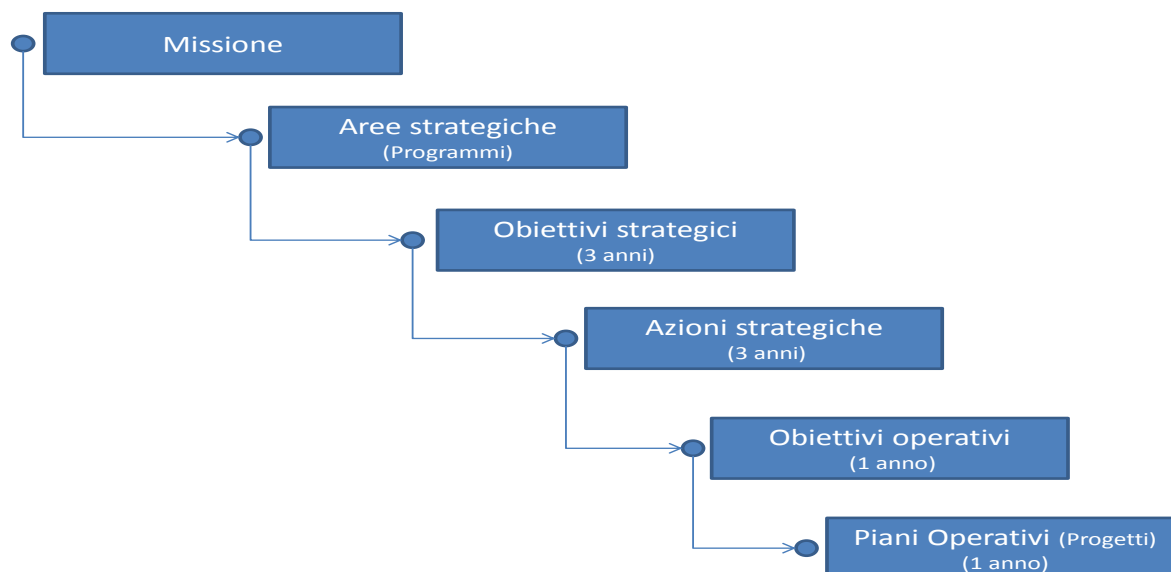 Missione
Aree strategiche
(Programmi)
Obiettivi strategici
(3 anni)
Azioni strategiche
(3 anni)
Obiettivi operativi
(1 anno)
Piani Operativi (Progetti)
(1 anno)